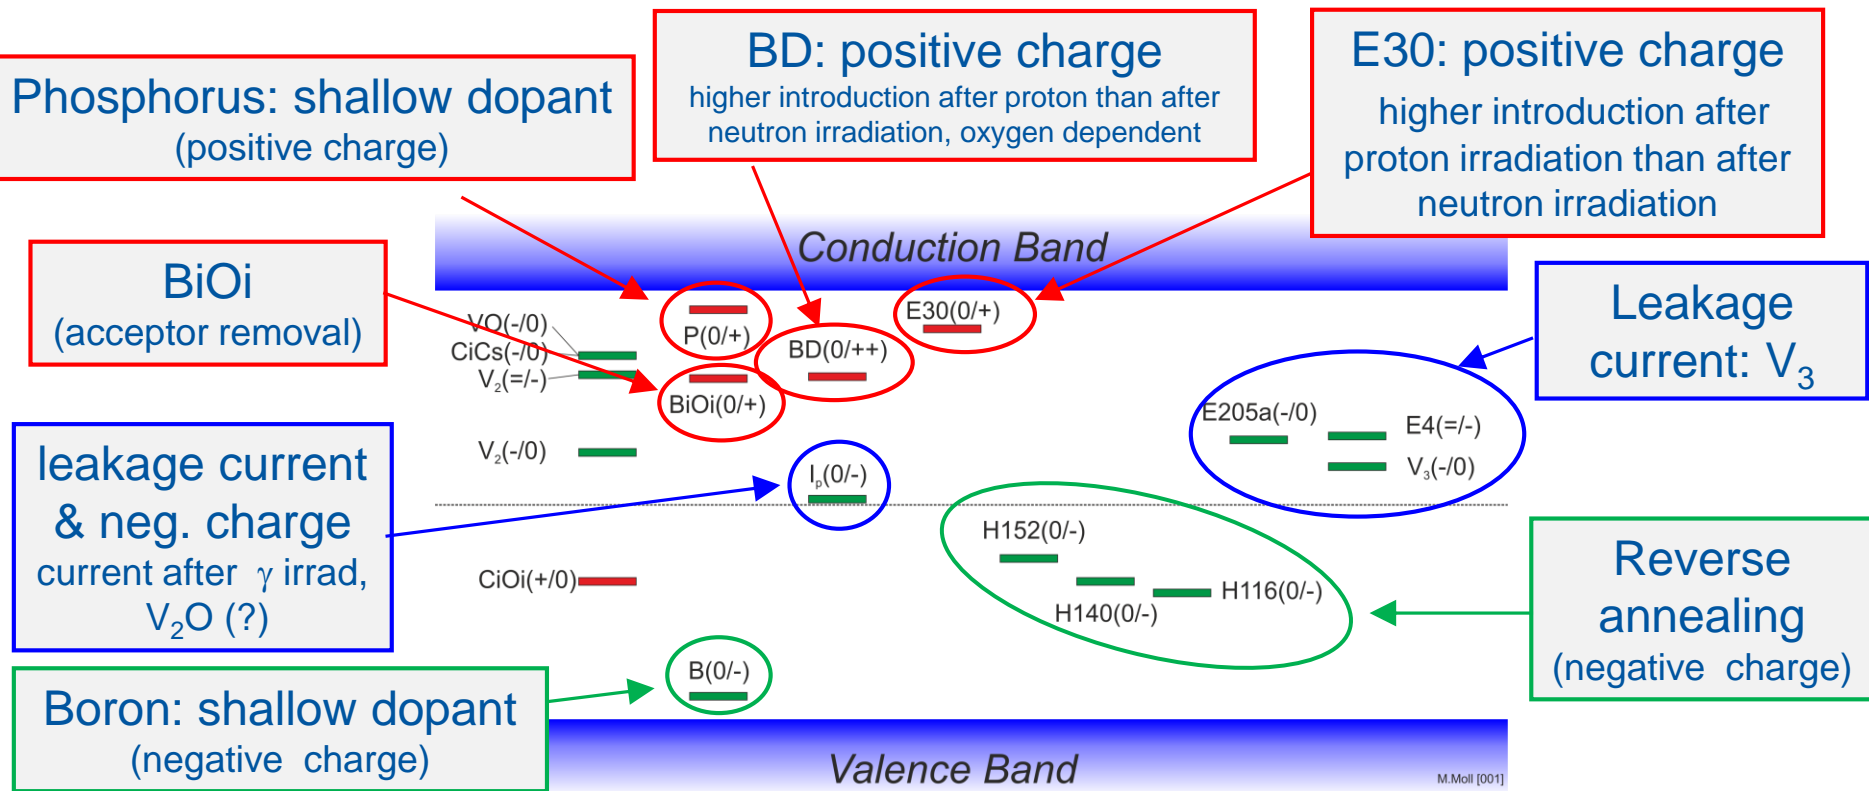 Phosphorus: shallow dopant
(positive charge)
BD: positive charge
higher introduction after proton than after
neutron irradiation, oxygen dependent
E30: positive charge
higher introduction after
proton irradiation than after
neutron irradiation
BiOi
(acceptor removal)
Conduction Band
Leakage
current: V₃
VO(-/0)
CiCs(-/0)
V₂(=/-)
P(0/+)
BD(0/++)
E30(0/+)
BiOi(0/+)
E205a(-/0)
E4(=/-)
V₃(-/0)
leakage current
& neg. charge
current after γ irrad,
V₂O (?)
V₂(-/0)
Iₚ(0/-)
H152(0/-)
H140(0/-)
H116(0/-)
CiOi(+/0)
Reverse
annealing
(negative charge)
Boron: shallow dopant
(negative charge)
B(0/-)
Valence Band
M.Moll [001]